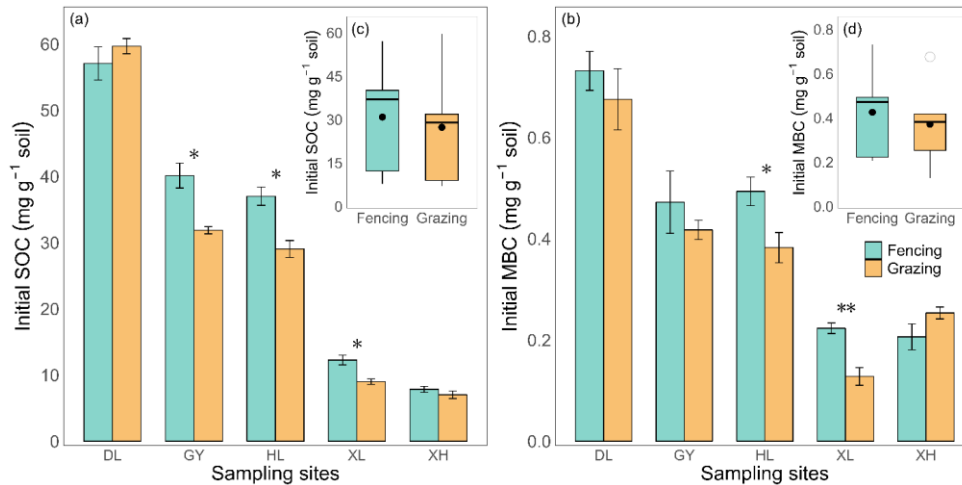 (a)
Initial SOC (mg g⁻¹ soil)
60
50
40
30
20
10
0
*
*
*
DL GY HL XL XH
Sampling sites
(c)
Initial SOC (mg g⁻¹ soil)
60
45
30
15
0
Fencing Grazing
(b)
Initial MBC (mg g⁻¹ soil)
0.8
0.6
0.4
0.2
0.0
*
**
DL GY HL XL XH
Sampling sites
(d)
Initial MBC (mg g⁻¹ soil)
0.8
0.6
0.4
0.2
0.0
Fencing Grazing
Fencing
Grazing